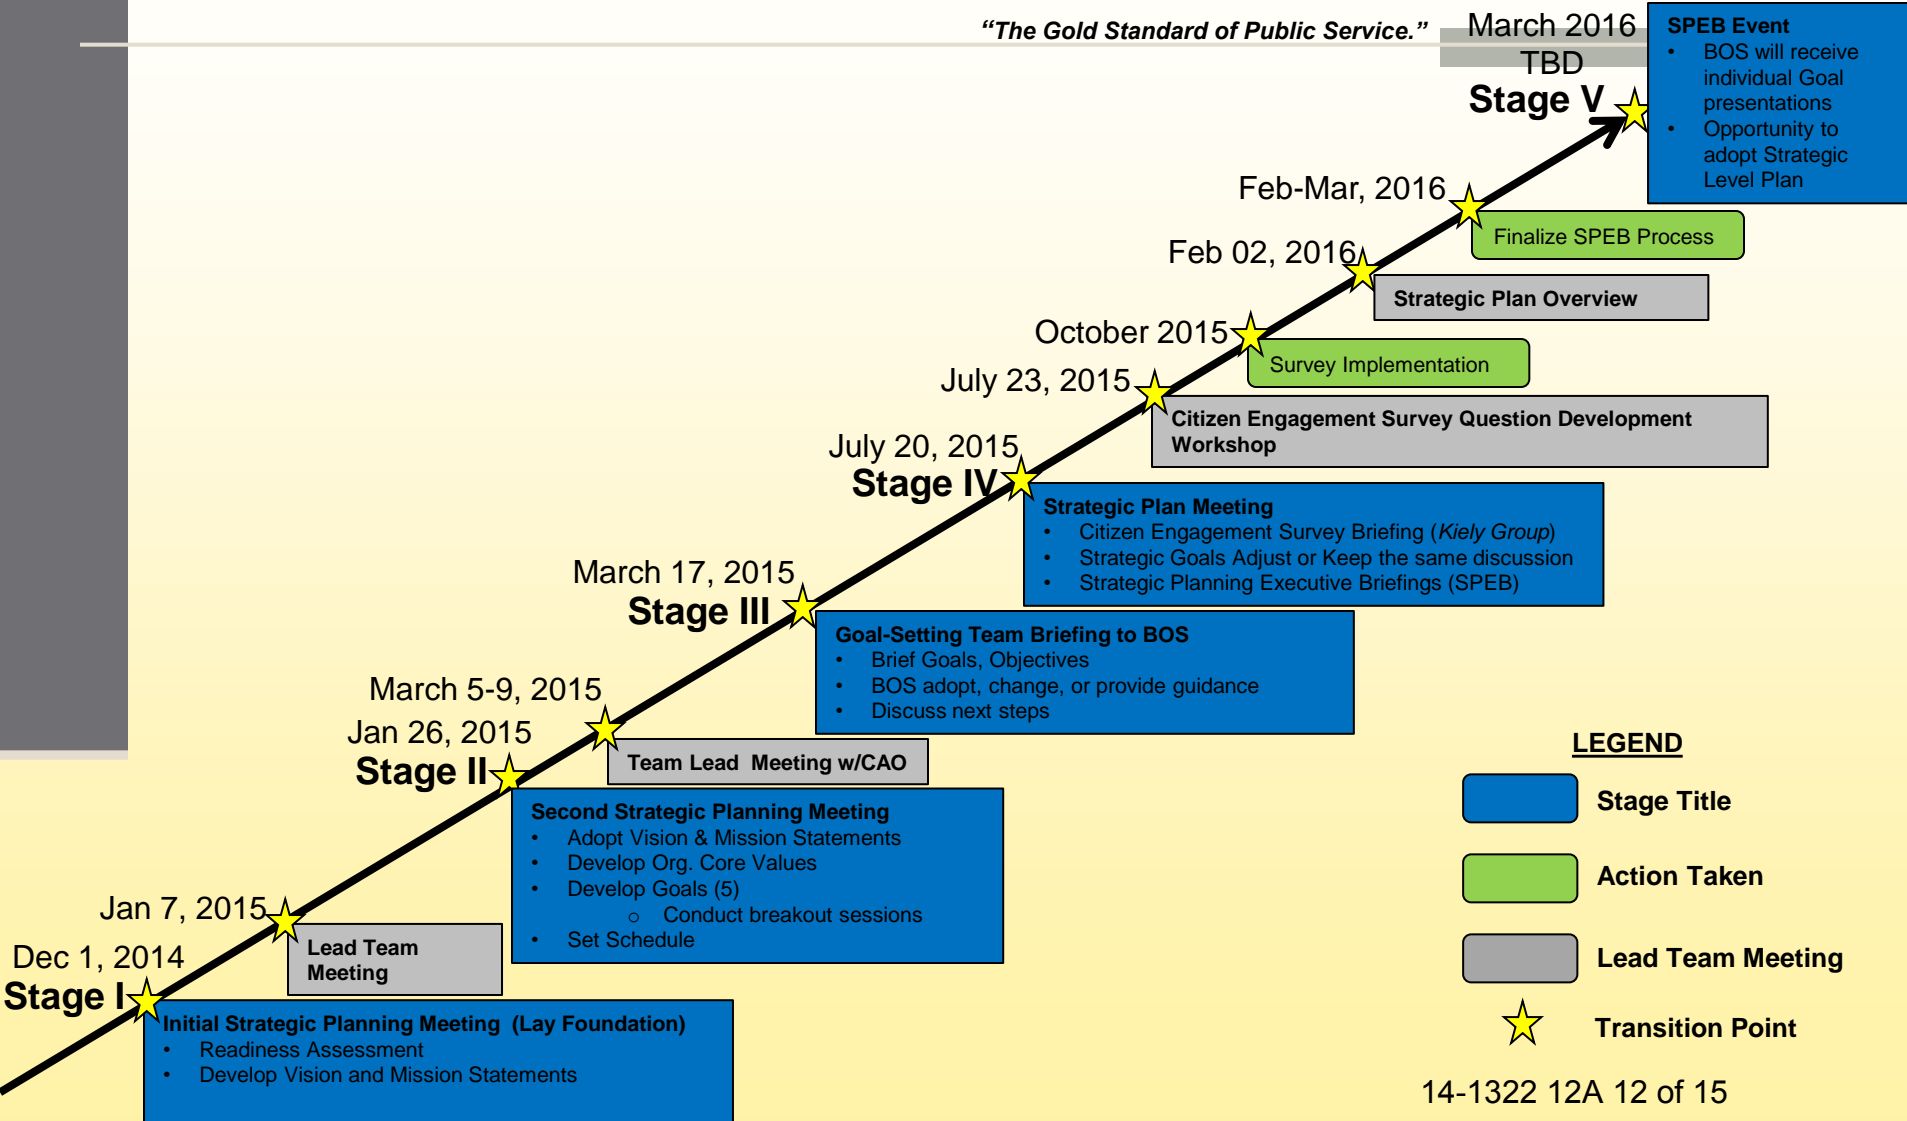 “The Gold Standard of Public Service.”
March 2016
TBD
Stage V
SPEB Event
• BOS will receive
individual Goal
presentations
• Opportunity to
adopt Strategic
Level Plan
Feb-Mar, 2016
Finalize SPEB Process
Feb 02, 2016
Strategic Plan Overview
October 2015
Survey Implementation
July 23, 2015
Citizen Engagement Survey Question Development
Workshop
July 20, 2015
Stage IV
Strategic Plan Meeting
• Citizen Engagement Survey Briefing (Kiely Group)
• Strategic Goals Adjust or Keep the same discussion
• Strategic Planning Executive Briefings (SPEB)
March 17, 2015
Stage III
Goal-Setting Team Briefing to BOS
• Brief Goals, Objectives
• BOS adopt, change, or provide guidance
• Discuss next steps
March 5-9, 2015
Team Lead Meeting w/CAO
Jan 26, 2015
Stage II
Second Strategic Planning Meeting
• Adopt Vision & Mission Statements
• Develop Org. Core Values
• Develop Goals (5)
o Conduct breakout sessions
• Set Schedule
Jan 7, 2015
Lead Team
Meeting
Dec 1, 2014
Stage I
Initial Strategic Planning Meeting (Lay Foundation)
• Readiness Assessment
• Develop Vision and Mission Statements
LEGEND
Stage Title
Action Taken
Lead Team Meeting
Transition Point
14-1322 12A 12 of 15